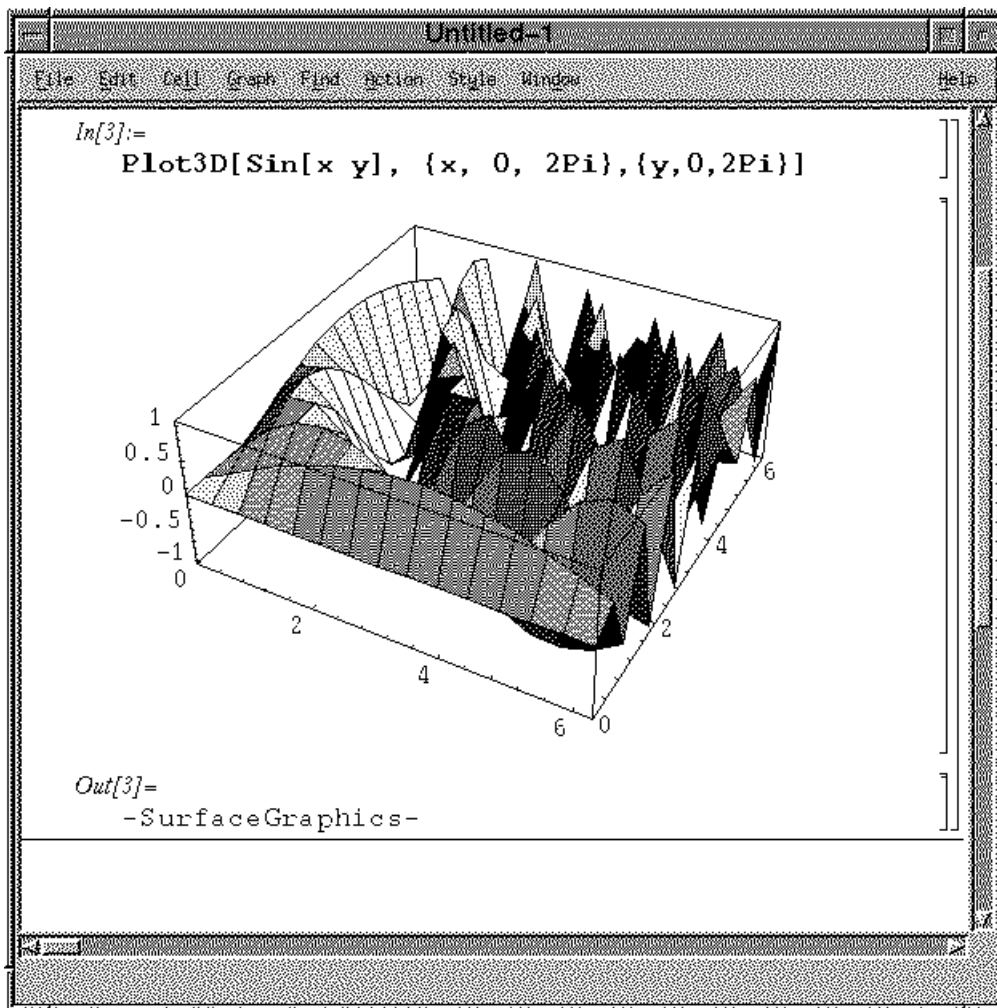 Untitled-1
File Edit Cell Graph Find Action Style Window Help
In[3]:=
Plot3D[Sin[x y], {x, 0, 2Pi},{y,0,2Pi}]
1
0.5
0
-0.5
-1
0
2
4
6
0
2
4
6
Out[3]=
-SurfaceGraphics-